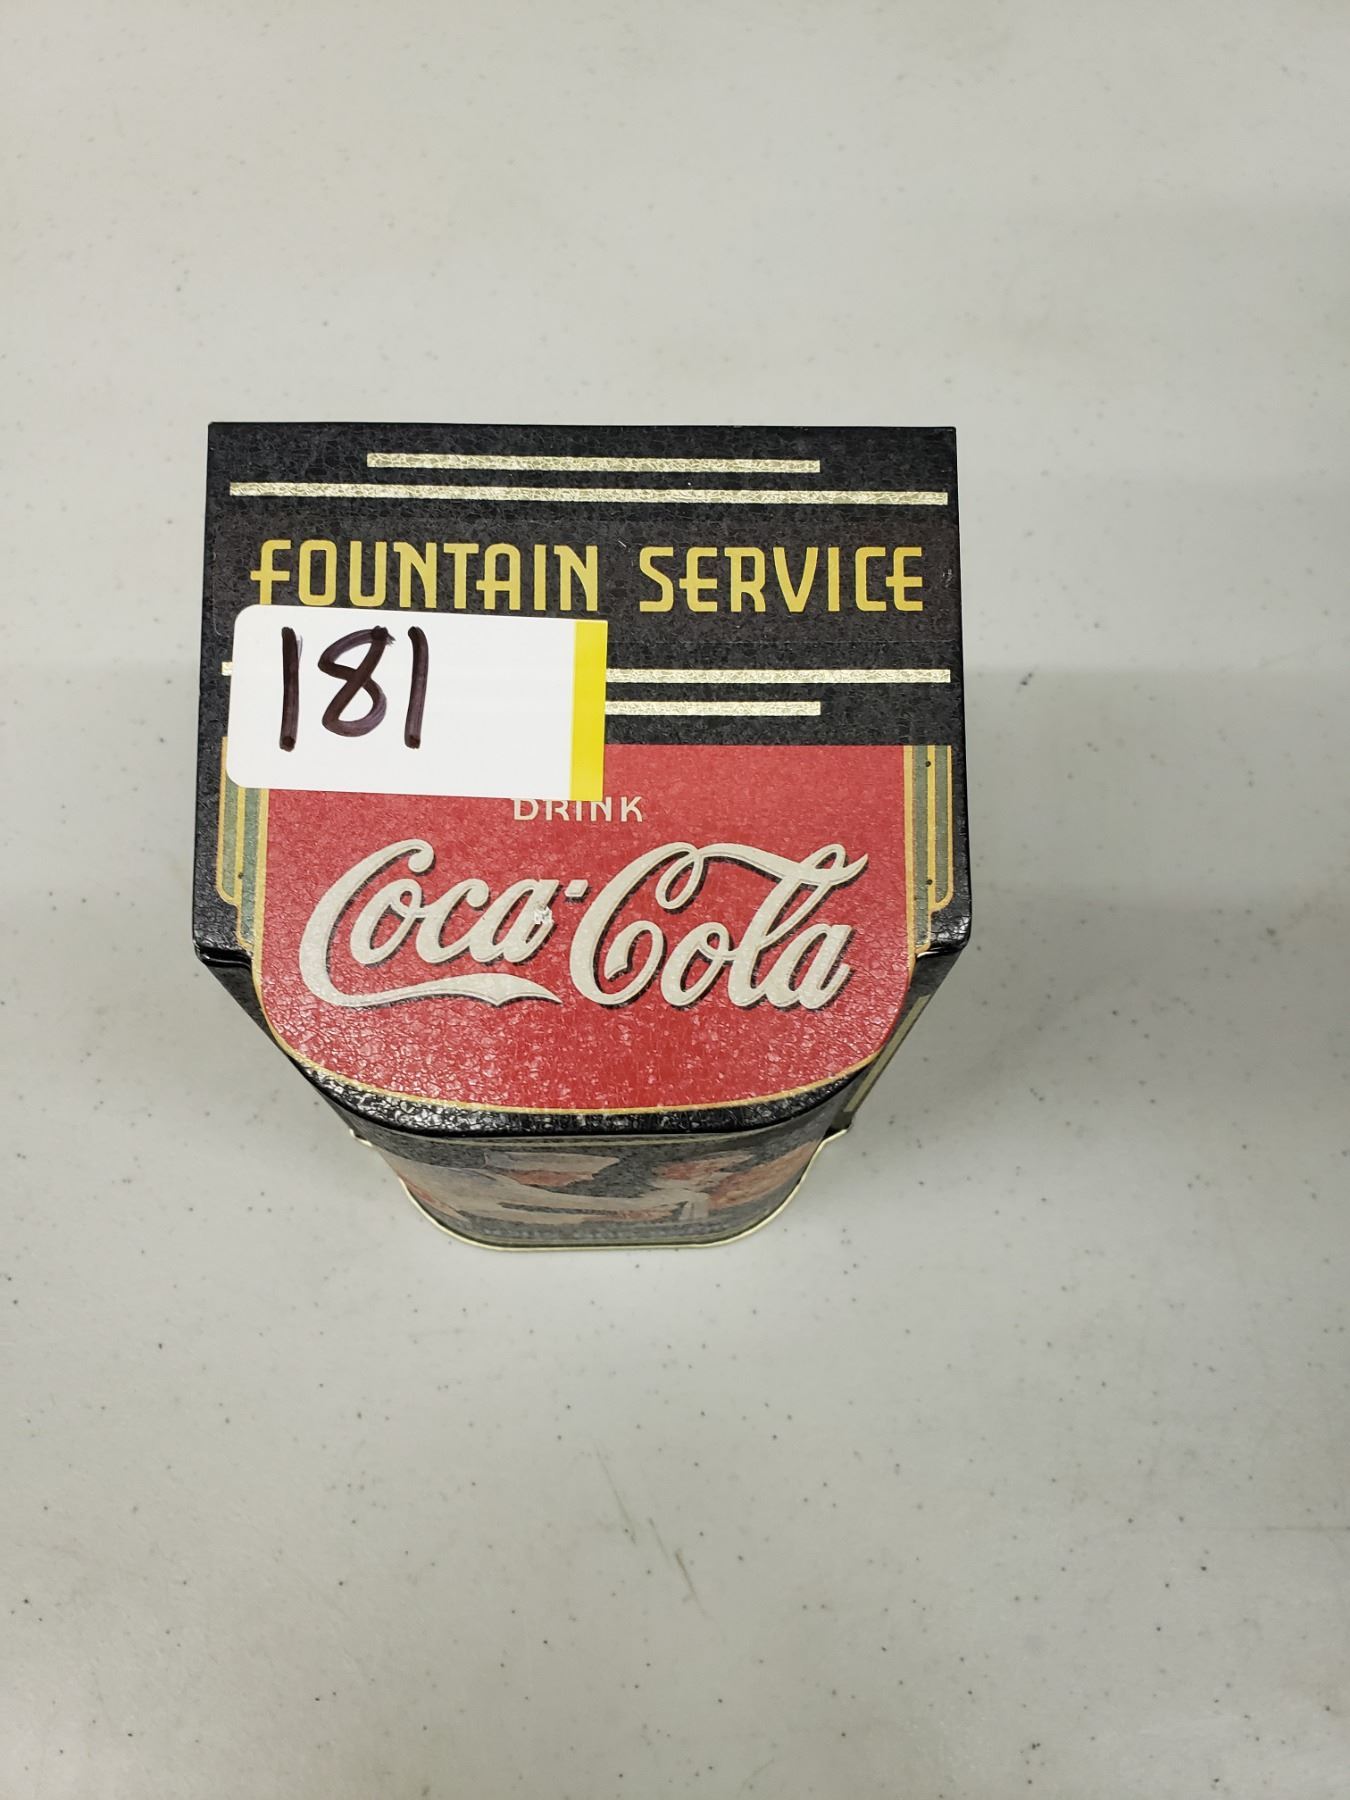 FOUNTAIN SERVICE
181
DRINK
Coca-Cola